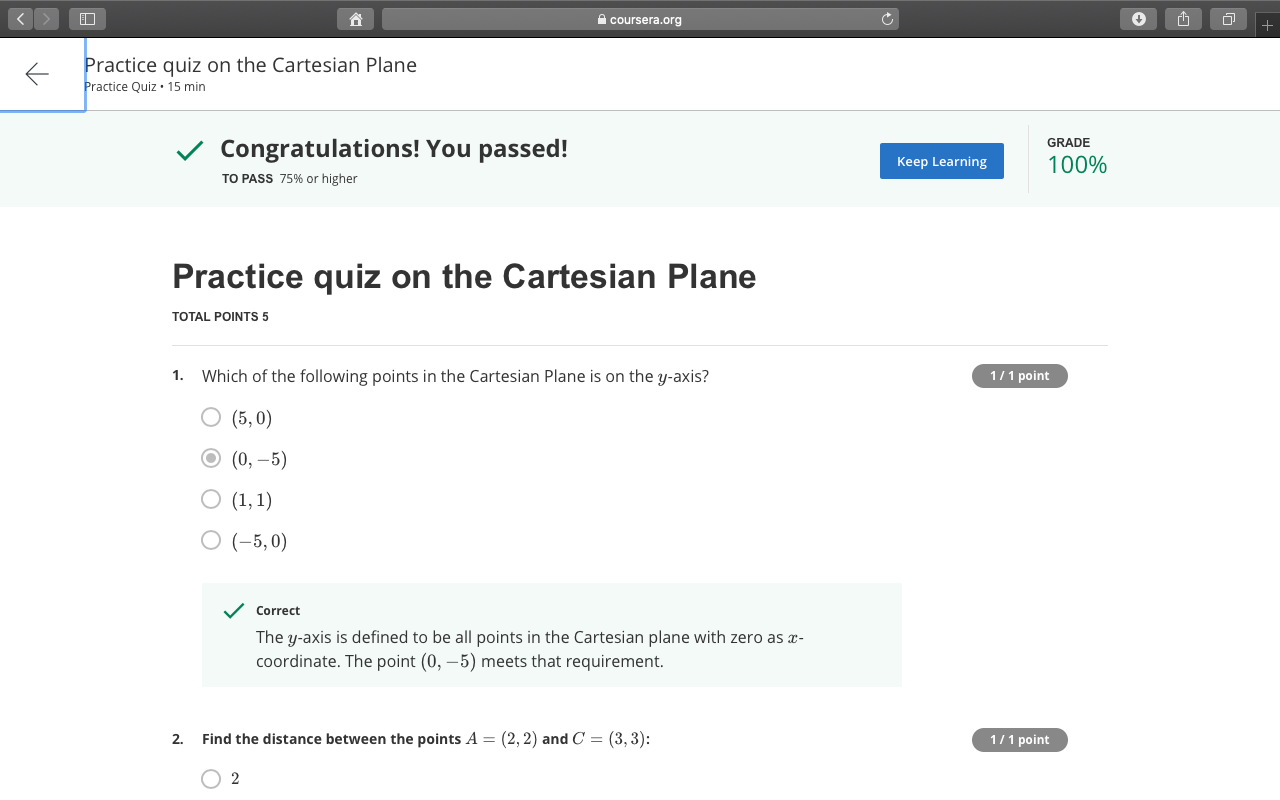 coursera.org
Practice quiz on the Cartesian Plane
Practice Quiz • 15 min
Congratulations! You passed!
TO PASS 75% or higher
Keep Learning
GRADE
100%
Practice quiz on the Cartesian Plane
TOTAL POINTS 5
1. Which of the following points in the Cartesian Plane is on the y-axis?
1 / 1 point
(5, 0)
(0, −5)
(1, 1)
(−5, 0)
Correct
The y-axis is defined to be all points in the Cartesian plane with zero as x-
coordinate. The point (0, −5) meets that requirement.
2. Find the distance between the points A = (2, 2) and C = (3, 3):
1 / 1 point
2